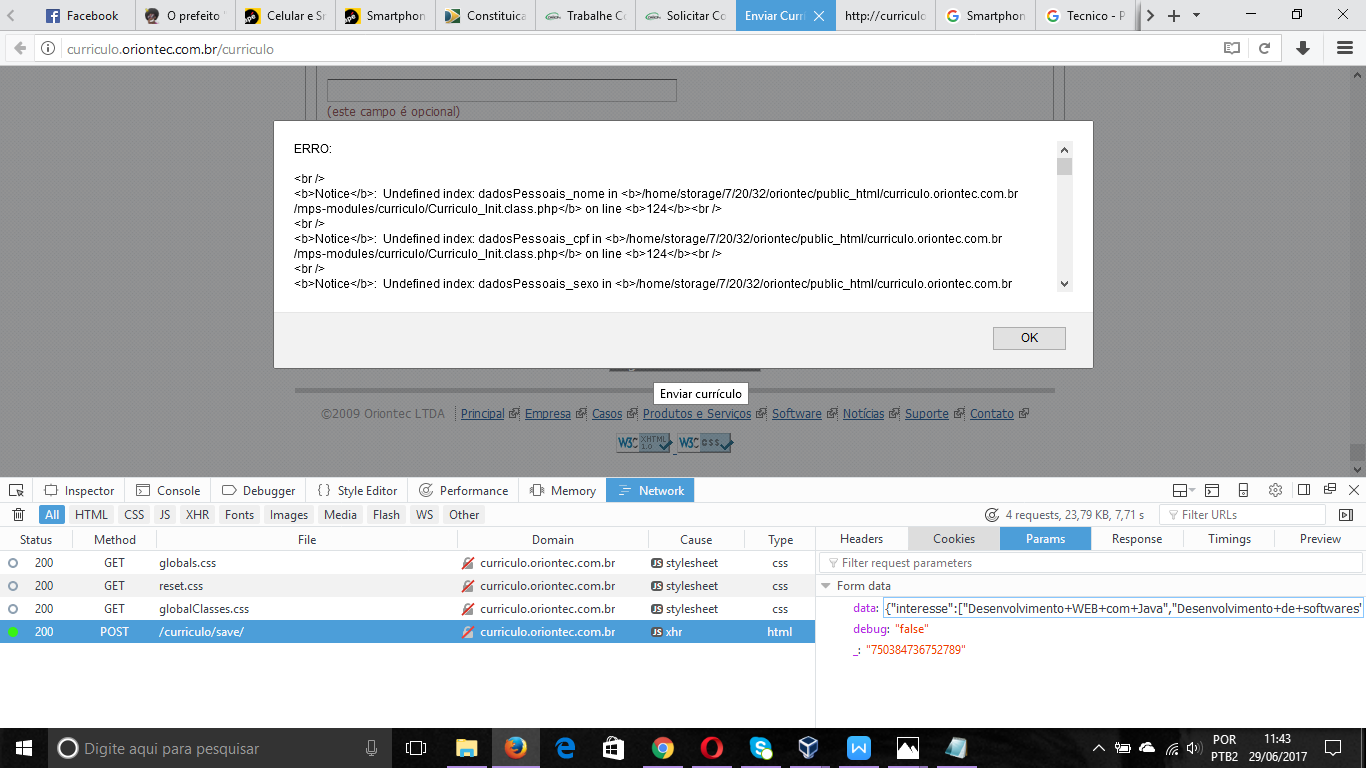 Facebook
O prefeito
Celular e Sr
Smartphon
Constituica
Trabalhe Co
Solicitar Co
Enviar Curri
http://curriculo
Smartphon
Tecnico - P
curriculo.oriontec.com.br/curriculo
(este campo é opcional)
ERRO:
<br />
<b>Notice</b>:  Undefined index: dadosPessoais_nome in <b>/home/storage/7/20/32/oriontec/public_html/curriculo.oriontec.com.br
/mps-modules/curriculo/Curriculo_Init.class.php</b> on line <b>124</b><br />
<br />
<b>Notice</b>:  Undefined index: dadosPessoais_cpf in <b>/home/storage/7/20/32/oriontec/public_html/curriculo.oriontec.com.br
/mps-modules/curriculo/Curriculo_Init.class.php</b> on line <b>124</b><br />
<br />
<b>Notice</b>:  Undefined index: dadosPessoais_sexo in <b>/home/storage/7/20/32/oriontec/public_html/curriculo.oriontec.com.br
OK
Enviar currículo
©2009 Oriontec LTDA Principal Empresa Casos Produtos e Serviços Software Notícias Suporte Contato
W3C XHTML 1.0 W3C css
Inspector Console Debugger Style Editor Performance Memory Network
All HTML CSS JS XHR Fonts Images Media Flash WS Other 4 requests, 23,79 KB, 7,71 s Filter URLs
Status Method File Domain Cause Type
200 GET globals.css curriculo.oriontec.com.br JS stylesheet css
200 GET reset.css curriculo.oriontec.com.br JS stylesheet css
200 GET globalClasses.css curriculo.oriontec.com.br JS stylesheet css
200 POST /curriculo/save/ curriculo.oriontec.com.br JS xhr html
Headers Cookies Params Response Timings Preview
Filter request parameters
Form data
data: {"interesse":["Desenvolvimento+WEB+com+Java","Desenvolvimento+de+softwares"
debug: "false"
_: "750384736752789"
Digite aqui para pesquisar
POR
PTB2
11:43
29/06/2017